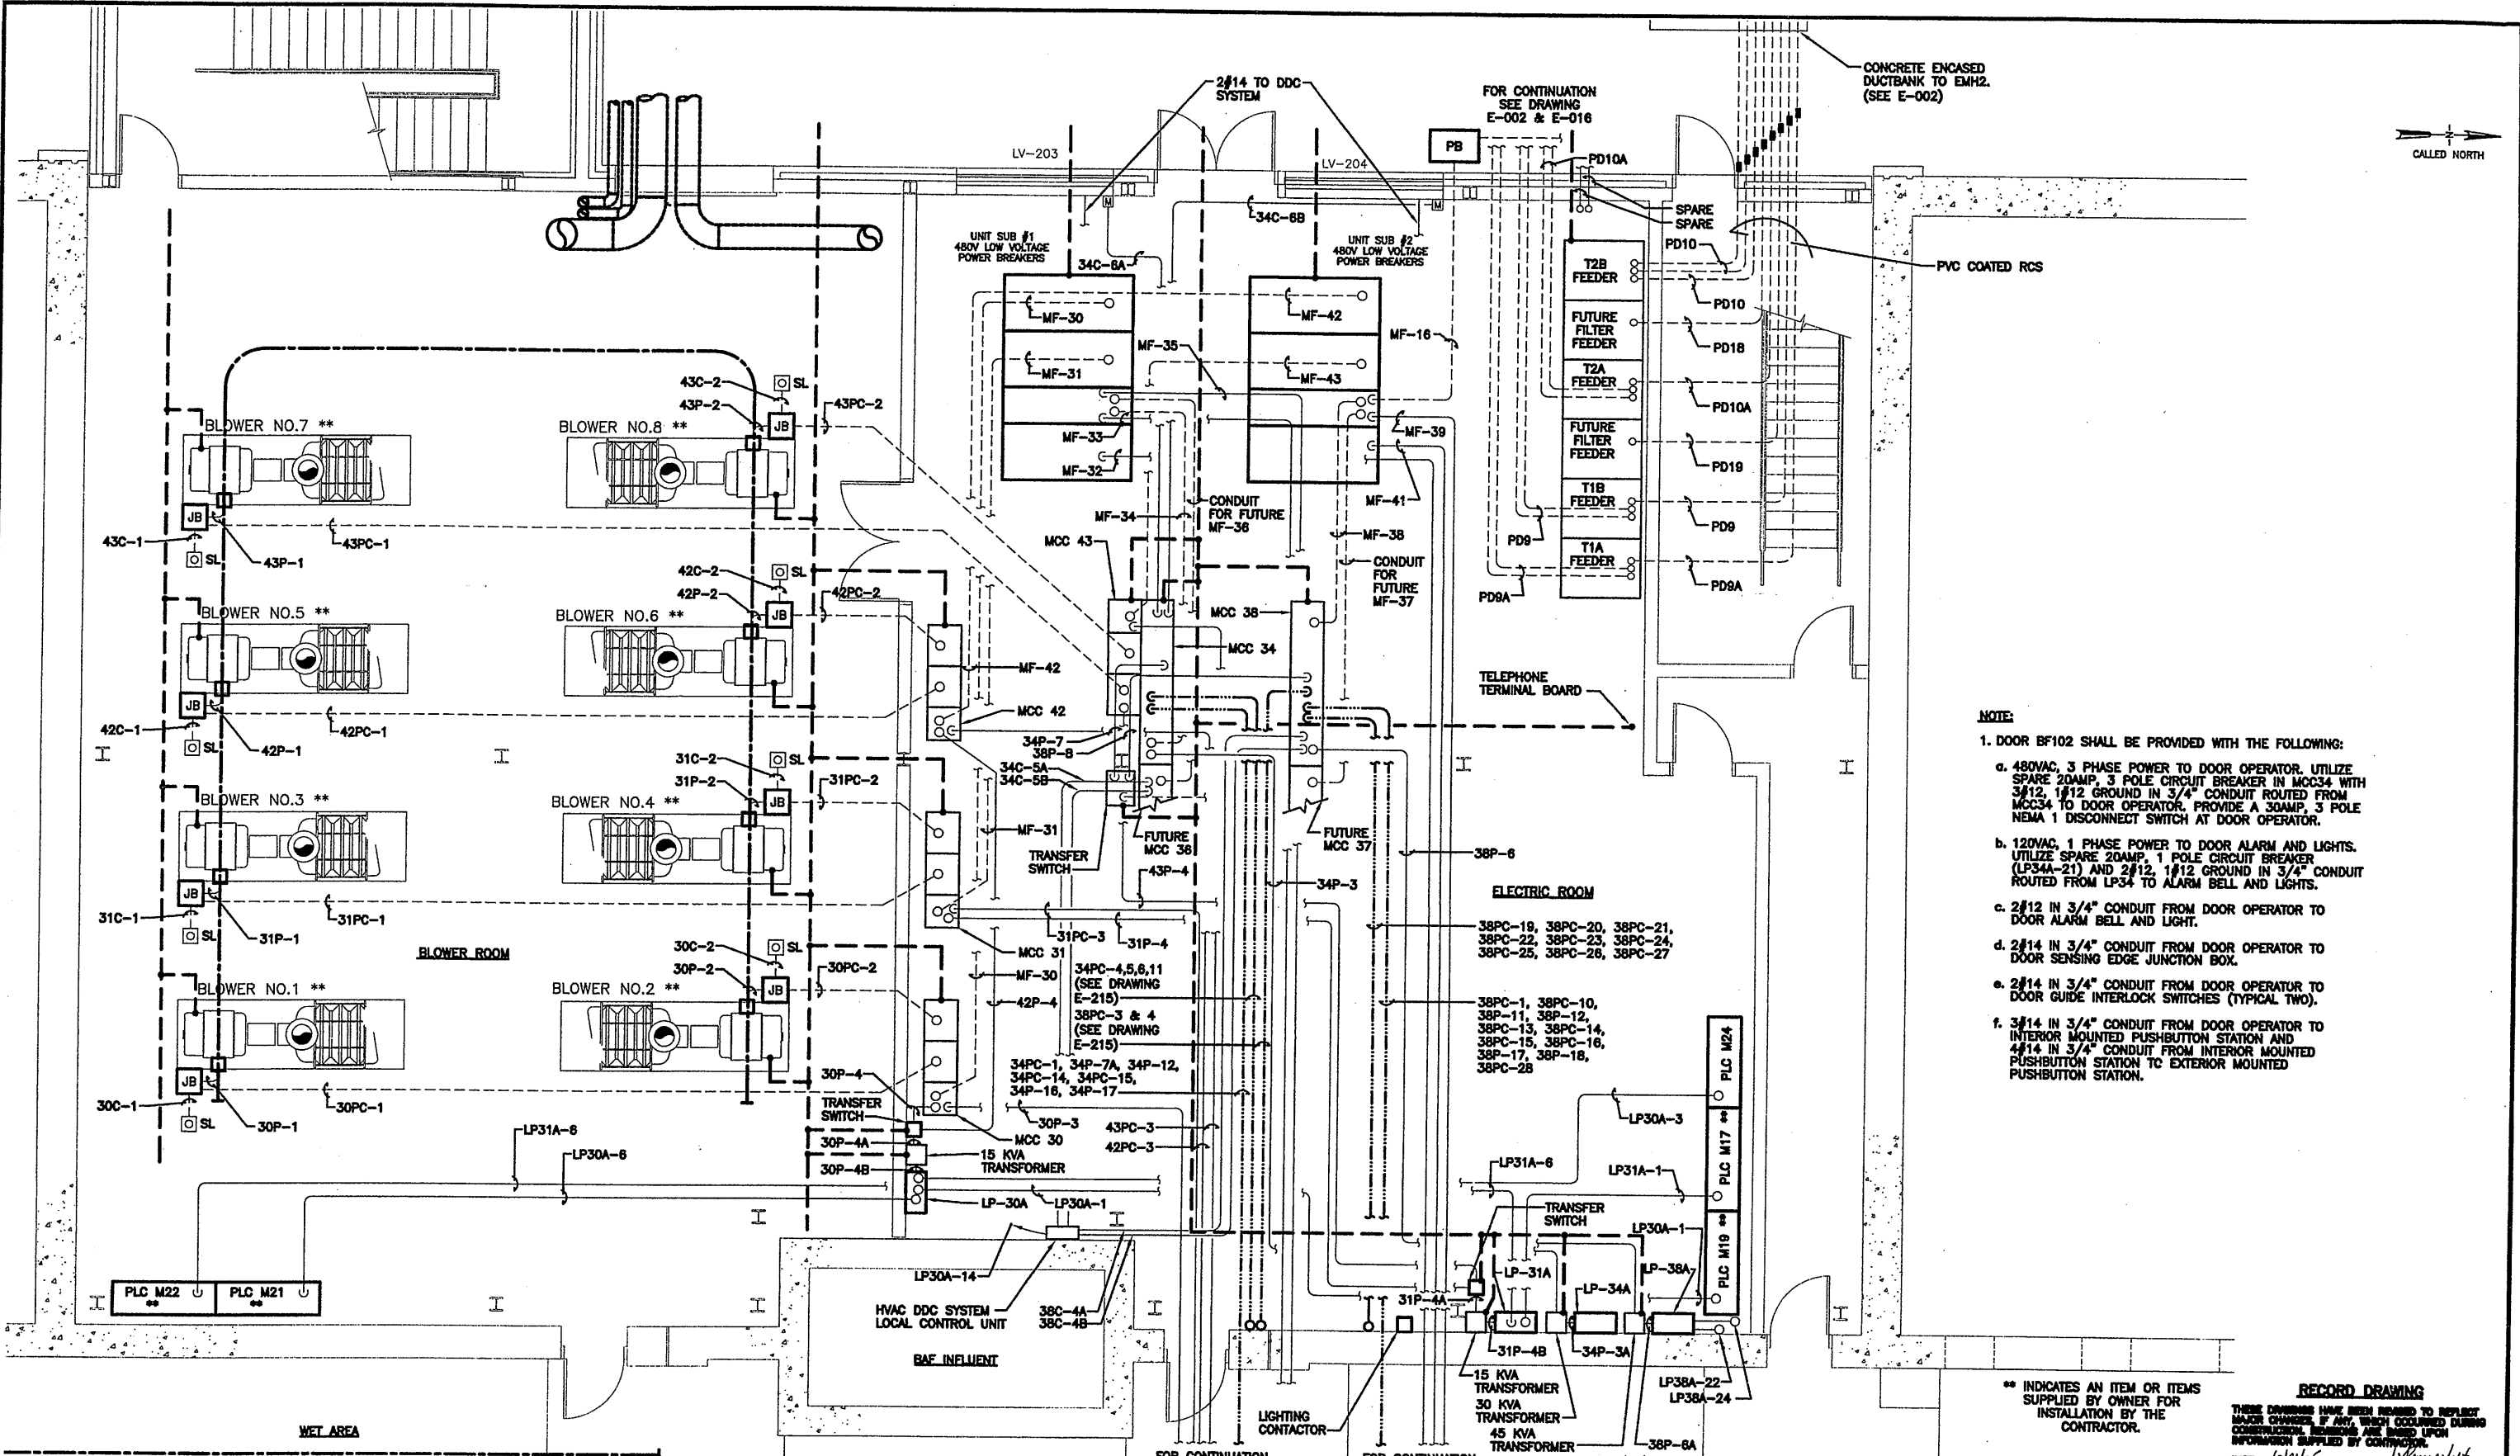 2#14 TO DDC
SYSTEM
FOR CONTINUATION
SEE DRAWING
E-002 & E-016
CONCRETE ENCASED
DUCTBANK TO EMH2.
(SEE E-002)
N
CALLED NORTH
LV-203
LV-204
PB
PD10A
SPARE
SPARE
M
M
34C-6B
34C-6A
UNIT SUB #1
480V LOW VOLTAGE
POWER BREAKERS
UNIT SUB #2
480V LOW VOLTAGE
POWER BREAKERS
PD10
PVC COATED RCS
T2B
FEEDER
PD10
FUTURE
FILTER
FEEDER
PD18
T2A
FEEDER
PD10A
FUTURE
FILTER
FEEDER
PD19
T1B
FEEDER
PD9
PD9
T1A
FEEDER
PD9A
PD9A
MF-30
MF-42
MF-16
MF-35
MF-31
MF-43
MF-33
MF-39
MF-32
MF-41
CONDUIT
FOR FUTURE
MF-36
MF-34
MF-38
CONDUIT
FOR
FUTURE
MF-37
MCC 43
MCC 38
MCC 34
43C-2
SL
43P-2
JB
43PC-2
BLOWER NO.7 **
BLOWER NO.8 **
JB
43C-1
SL
43P-1
43PC-1
42C-2
SL
42P-2
JB
42PC-2
BLOWER NO.5 **
BLOWER NO.6 **
JB
42C-1
SL
42P-1
42PC-1
MF-42
MCC 42
34P-7
38P-8
34C-5A
34C-5B
TELEPHONE
TERMINAL BOARD
31C-2
SL
31P-2
JB
31PC-2
BLOWER NO.3 **
BLOWER NO.4 **
JB
31C-1
SL
31P-1
31PC-1
MF-31
TRANSFER
SWITCH
FUTURE
MCC 36
FUTURE
MCC 37
43P-4
34P-3
38P-6
ELECTRIC ROOM
31PC-3
31P-4
MCC 31
BLOWER ROOM
30C-2
SL
30P-2
JB
30PC-2
MF-30
42P-4
BLOWER NO.1 **
BLOWER NO.2 **
JB
30C-1
SL
30P-1
30PC-1
34PC-4,5,6,11
(SEE DRAWING
E-215)
38PC-3 & 4
(SEE DRAWING
E-215)
34PC-1, 34P-7A, 34P-12,
34PC-14, 34PC-15,
34P-16, 34P-17
38PC-19, 38PC-20, 38PC-21,
38PC-22, 38PC-23, 38PC-24,
38PC-25, 38PC-26, 38PC-27
38PC-1, 38PC-10,
38P-11, 38P-12,
38PC-13, 38PC-14,
38PC-15, 38PC-16,
38P-17, 38P-18,
38PC-28
30P-4
TRANSFER
SWITCH
30P-4A
30P-4B
30P-3
MCC 30
15 KVA
TRANSFORMER
LP-30A
LP30A-1
43PC-3
42PC-3
LP31A-6
LP30A-6
LP30A-3
LP31A-6
LP31A-1
TRANSFER
SWITCH
LP30A-1
PLC M24
PLC M17 **
PLC M19 **
PLC M22
**
PLC M21
**
LP30A-14
HVAC DDC SYSTEM
LOCAL CONTROL UNIT
38C-4A
38C-4B
BAF INFLUENT
WET AREA
LP-31A
LP-34A
LP-38A
31P-4A
31P-4B
34P-3A
15 KVA
TRANSFORMER
30 KVA
TRANSFORMER
45 KVA
TRANSFORMER
38P-6A
LP38A-22
LP38A-24
LIGHTING
CONTACTOR
FOR CONTINUATION
FOR CONTINUATION
NOTE:
1. DOOR BF102 SHALL BE PROVIDED WITH THE FOLLOWING:
a. 480VAC, 3 PHASE POWER TO DOOR OPERATOR. UTILIZE
SPARE 20AMP, 3 POLE CIRCUIT BREAKER IN MCC34 WITH
3#12, 1#12 GROUND IN 3/4" CONDUIT ROUTED FROM
MCC34 TO DOOR OPERATOR. PROVIDE A 30AMP, 3 POLE
NEMA 1 DISCONNECT SWITCH AT DOOR OPERATOR.
b. 120VAC, 1 PHASE POWER TO DOOR ALARM AND LIGHTS.
UTILIZE SPARE 20AMP, 1 POLE CIRCUIT BREAKER
(LP34A-21) AND 2#12, 1#12 GROUND IN 3/4" CONDUIT
ROUTED FROM LP34 TO ALARM BELL AND LIGHTS.
c. 2#12 IN 3/4" CONDUIT FROM DOOR OPERATOR TO
DOOR ALARM BELL AND LIGHT.
d. 2#14 IN 3/4" CONDUIT FROM DOOR OPERATOR TO
DOOR SENSING EDGE JUNCTION BOX.
e. 2#14 IN 3/4" CONDUIT FROM DOOR OPERATOR TO
DOOR GUIDE INTERLOCK SWITCHES (TYPICAL TWO).
f. 3#14 IN 3/4" CONDUIT FROM DOOR OPERATOR TO
INTERIOR MOUNTED PUSHBUTTON STATION AND
4#14 IN 3/4" CONDUIT FROM INTERIOR MOUNTED
PUSHBUTTON STATION TO EXTERIOR MOUNTED
PUSHBUTTON STATION.
** INDICATES AN ITEM OR ITEMS
SUPPLIED BY OWNER FOR
INSTALLATION BY THE
CONTRACTOR.
RECORD DRAWING
THESE DRAWINGS HAVE BEEN REVISED TO REFLECT
MAJOR CHANGES, IF ANY, WHICH OCCURRED DURING
CONSTRUCTION. REVISIONS ARE BASED UPON
INFORMATION SUPPLIED BY CONTRACTOR.